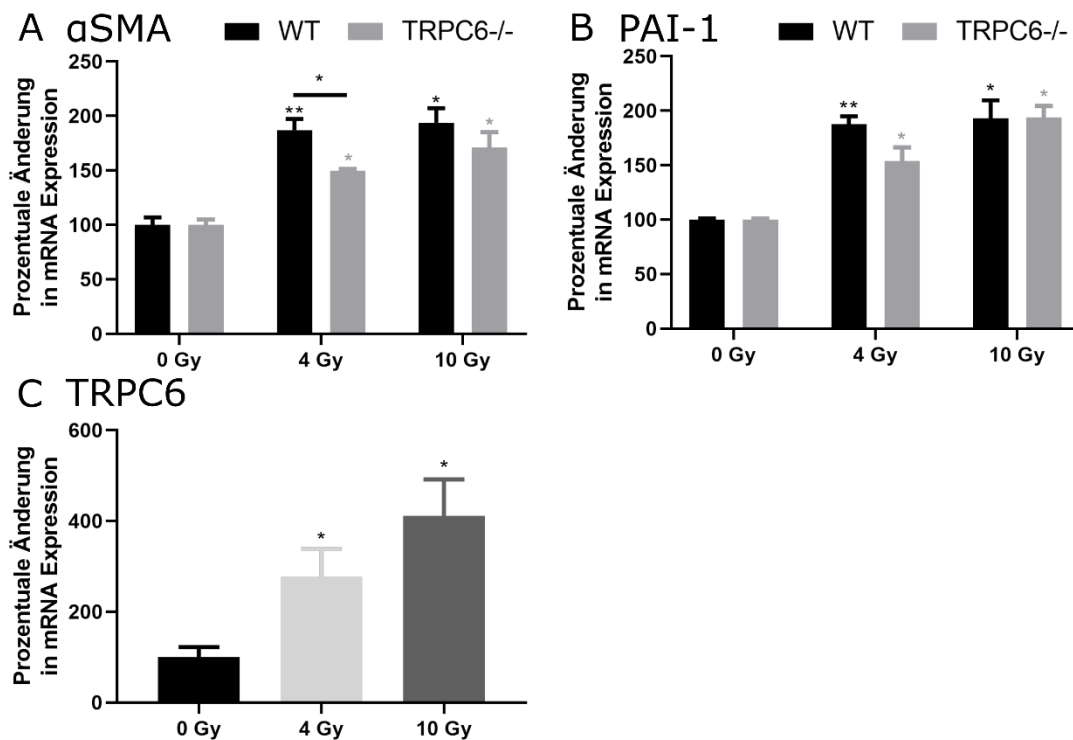 A αSMA
WT TRPC6-/-
Prozentuale Änderung
in mRNA Expression
250
200
150
100
50
0
**
*
*
*
*
0 Gy 4 Gy 10 Gy
B PAI-1
WT TRPC6-/-
Prozentuale Änderung
in mRNA Expression
250
200
150
100
50
0
**
*
*
*
0 Gy 4 Gy 10 Gy
C TRPC6
Prozentuale Änderung
in mRNA Expression
600
400
200
0
*
*
0 Gy 4 Gy 10 Gy